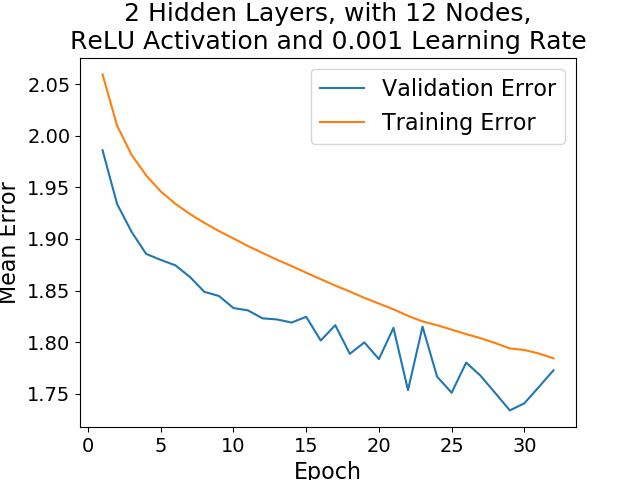 2 Hidden Layers, with 12 Nodes,
ReLU Activation and 0.001 Learning Rate
Validation Error
Training Error
Mean Error
2.05
2.00
1.95
1.90
1.85
1.80
1.75
0 5 10 15 20 25 30
Epoch